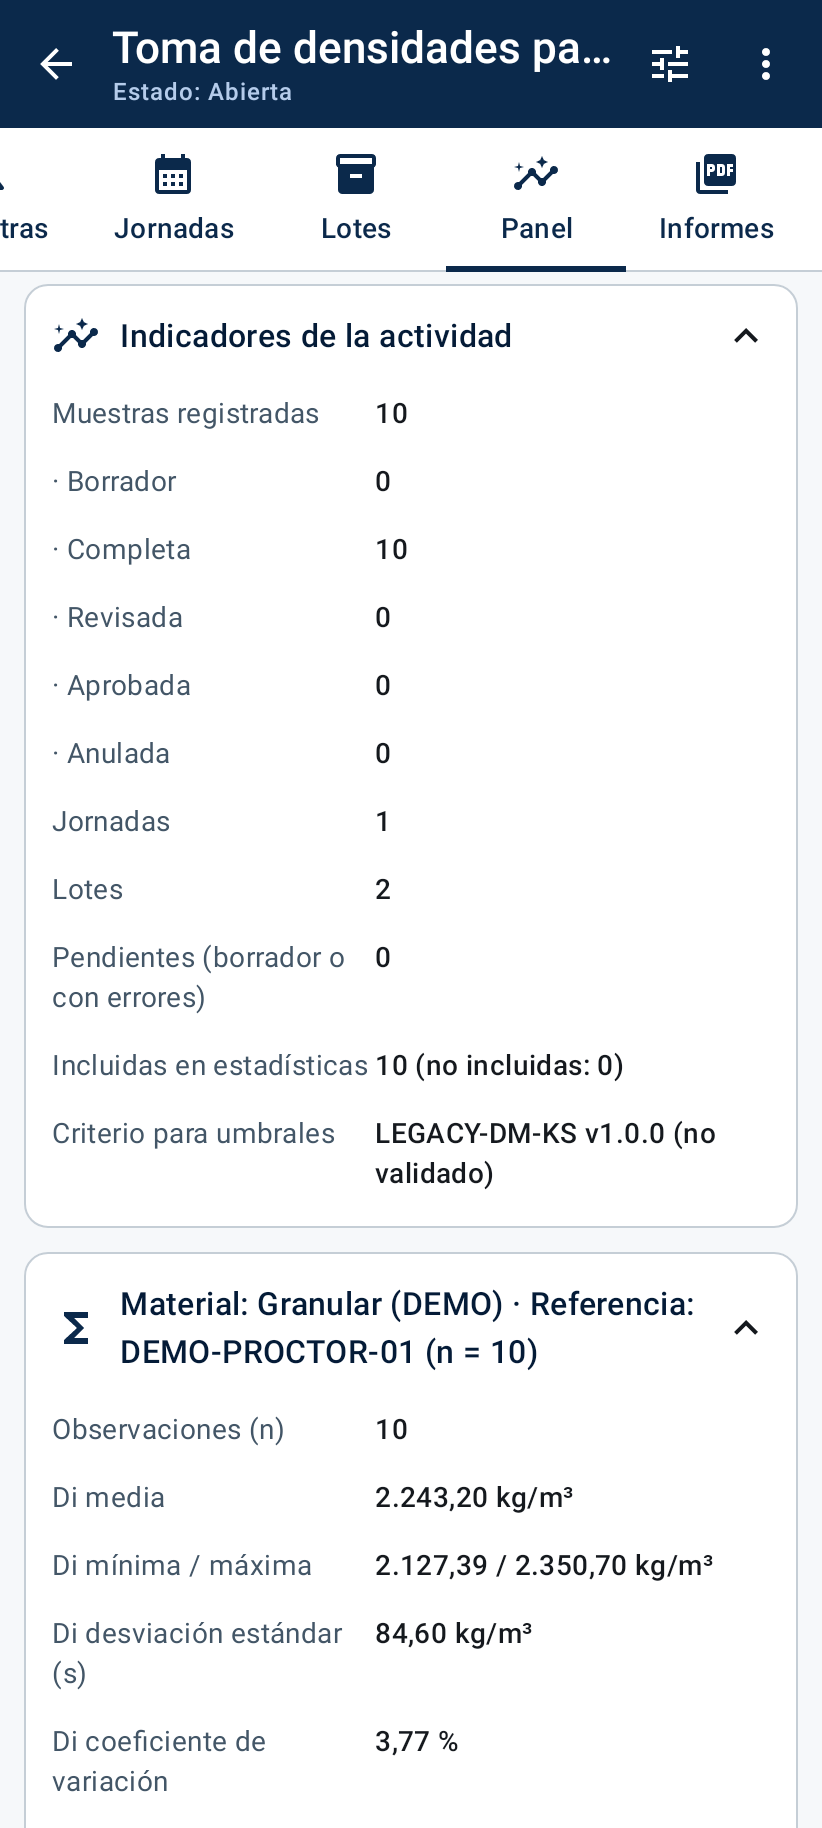 Toma de densidades pa...
Estado: Abierta
tras
Jornadas
Lotes
Panel
PDF
Informes
Indicadores de la actividad
Muestras registradas 10
· Borrador 0
· Completa 10
· Revisada 0
· Aprobada 0
· Anulada 0
Jornadas 1
Lotes 2
Pendientes (borrador o 0
con errores)
Incluidas en estadísticas 10 (no incluidas: 0)
Criterio para umbrales LEGACY-DM-KS v1.0.0 (no
validado)
Material: Granular (DEMO) · Referencia:
DEMO-PROCTOR-01 (n = 10)
Observaciones (n) 10
Di media 2.243,20 kg/m³
Di mínima / máxima 2.127,39 / 2.350,70 kg/m³
Di desviación estándar 84,60 kg/m³
(s)
Di coeficiente de 3,77 %
variación